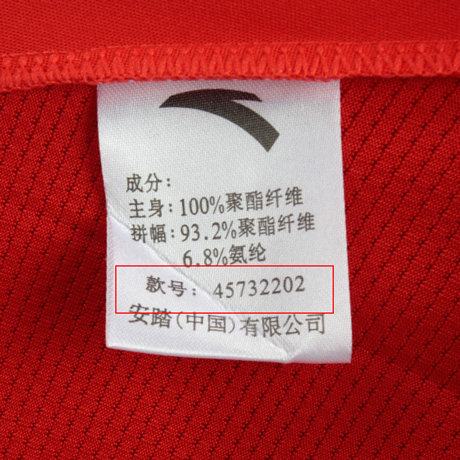 成分:
主身:100%聚酯纤维
拼幅:93.2%聚酯纤维
6.8%氨纶
款号: 45732202
安踏(中国)有限公司